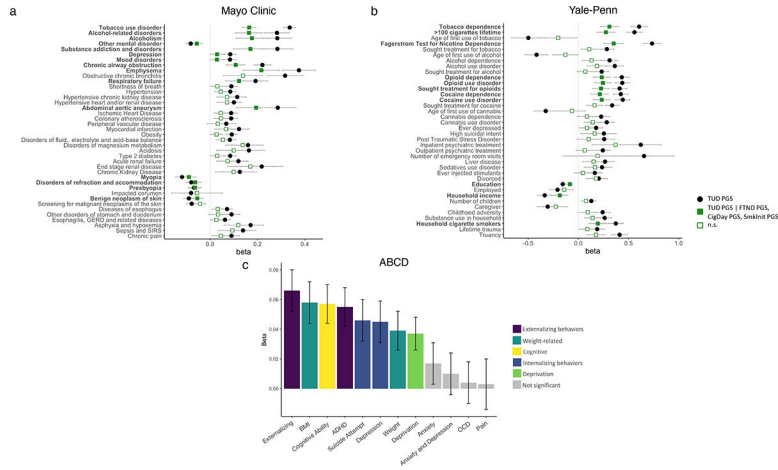 a
Mayo Clinic
Tobacco use disorder
Alcohol-related disorders
Alcoholism
Other mental disorder
Substance addiction and disorders
Depression
Mood disorders
Chronic airway obstruction
Emphysema
Obstructive chronic bronchitis
Respiratory failure
Shortness of breath
Hypertension
Hypertensive chronic kidney disease
Hypertensive heart and/or renal disease
Abdominal aortic aneurysm
Ischemic Heart Disease
Coronary atherosclerosis
Peripheral vascular disease
Myocardial infarction
Obesity
Disorders of fluid, electrolyte and acid-base balance
Disorders of magnesium metabolism
Acidosis
Type 2 diabetes
Acute renal failure
End stage renal disease
Chronic Kidney Disease
Myopia
Disorders of refraction and accommodation
Presbyopia
Impacted cerumen
Benign neoplasm of skin
Screening for malignant neoplasms of the skin
Diseases of esophagus
Other disorders of stomach and duodenum
Esophagitis, GERD and related diseases
Asphyxia and hypoxemia
Sepsis and SIRS
Chronic pain
0.0
0.2
0.4
beta
b
Yale-Penn
Tobacco dependence
>100 cigarettes lifetime
Age of first use of tobacco
Fagerstrom Test for Nicotine Dependence
Sought treatment for tobacco
Age of first use of alcohol
Alcohol dependence
Alcohol use disorder
Sought treatment for alcohol
Opioid dependence
Opioid use disorder
Sought treatment for opioids
Cocaine dependence
Cocaine use disorder
Sought treatment for cocaine
Age of first use of cannabis
Cannabis dependence
Cannabis use disorder
Ever depressed
High suicidal intent
Post Traumatic Stress Disorder
Inpatient psychiatric treatment
Outpatient psychiatric treatment
Number of emergency room visits
Liver disease
Sedatives use disorder
Ever injected stimulants
Divorced
Education
Employed
Household income
Number of children
Caregiver
Childhood adversity
Substance use in household
Household cigarette smokers
Lifetime trauma
Truancy
-0.5
0.0
0.5
1.0
beta
TUD PGS
TUD PGS | FTND PGS,
CigDay PGS, SmkInit PGS
n.s.
c
ABCD
Beta
0.08
0.06
0.04
0.02
0.00
Externalizing
BMI
Cognitive Ability
ADHD
Suicide Attempt
Depression
Weight
Deprivation
Anxiety
Anxiety and Depression
OCD
Pain
Externalizing behaviors
Weight-related
Cognitive
Internalizing behaviors
Deprivation
Not significant